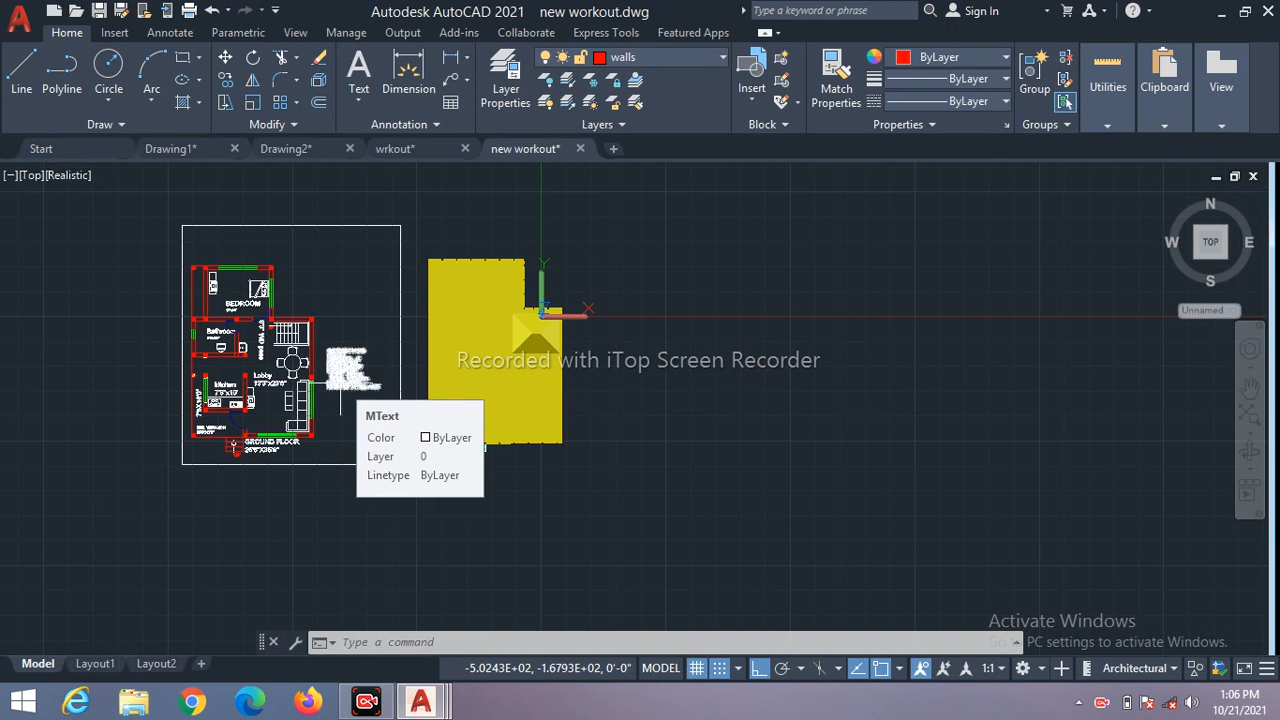 Autodesk AutoCAD 2021 new workout.dwg
Type a keyword or phrase
Sign In
Home Insert Annotate Parametric View Manage Output Add-ins Collaborate Express Tools Featured Apps
walls
ByLayer
ByLayer
ByLayer
Line Polyline Circle Arc Text Dimension Layer Properties Insert Match Properties Group Utilities Clipboard View
Draw Modify Annotation Layers Block Properties Groups
Start Drawing1* Drawing2* wrkout* new workout*
[−][Top][Realistic]
N
W TOP E
S
Unnamed
Y
X
BEDROOM
Bathroom
Lobby
Kitchen
GROUND FLOOR
Recorded with iTop Screen Recorder
MText
Color ByLayer
Layer 0
Linetype ByLayer
Activate Windows
Go to PC settings to activate Windows.
Type a command
Model Layout1 Layout2
-5.0243E+02, -1.6793E+02, 0'-0" MODEL 1:1 Architectural
1:06 PM
10/21/2021